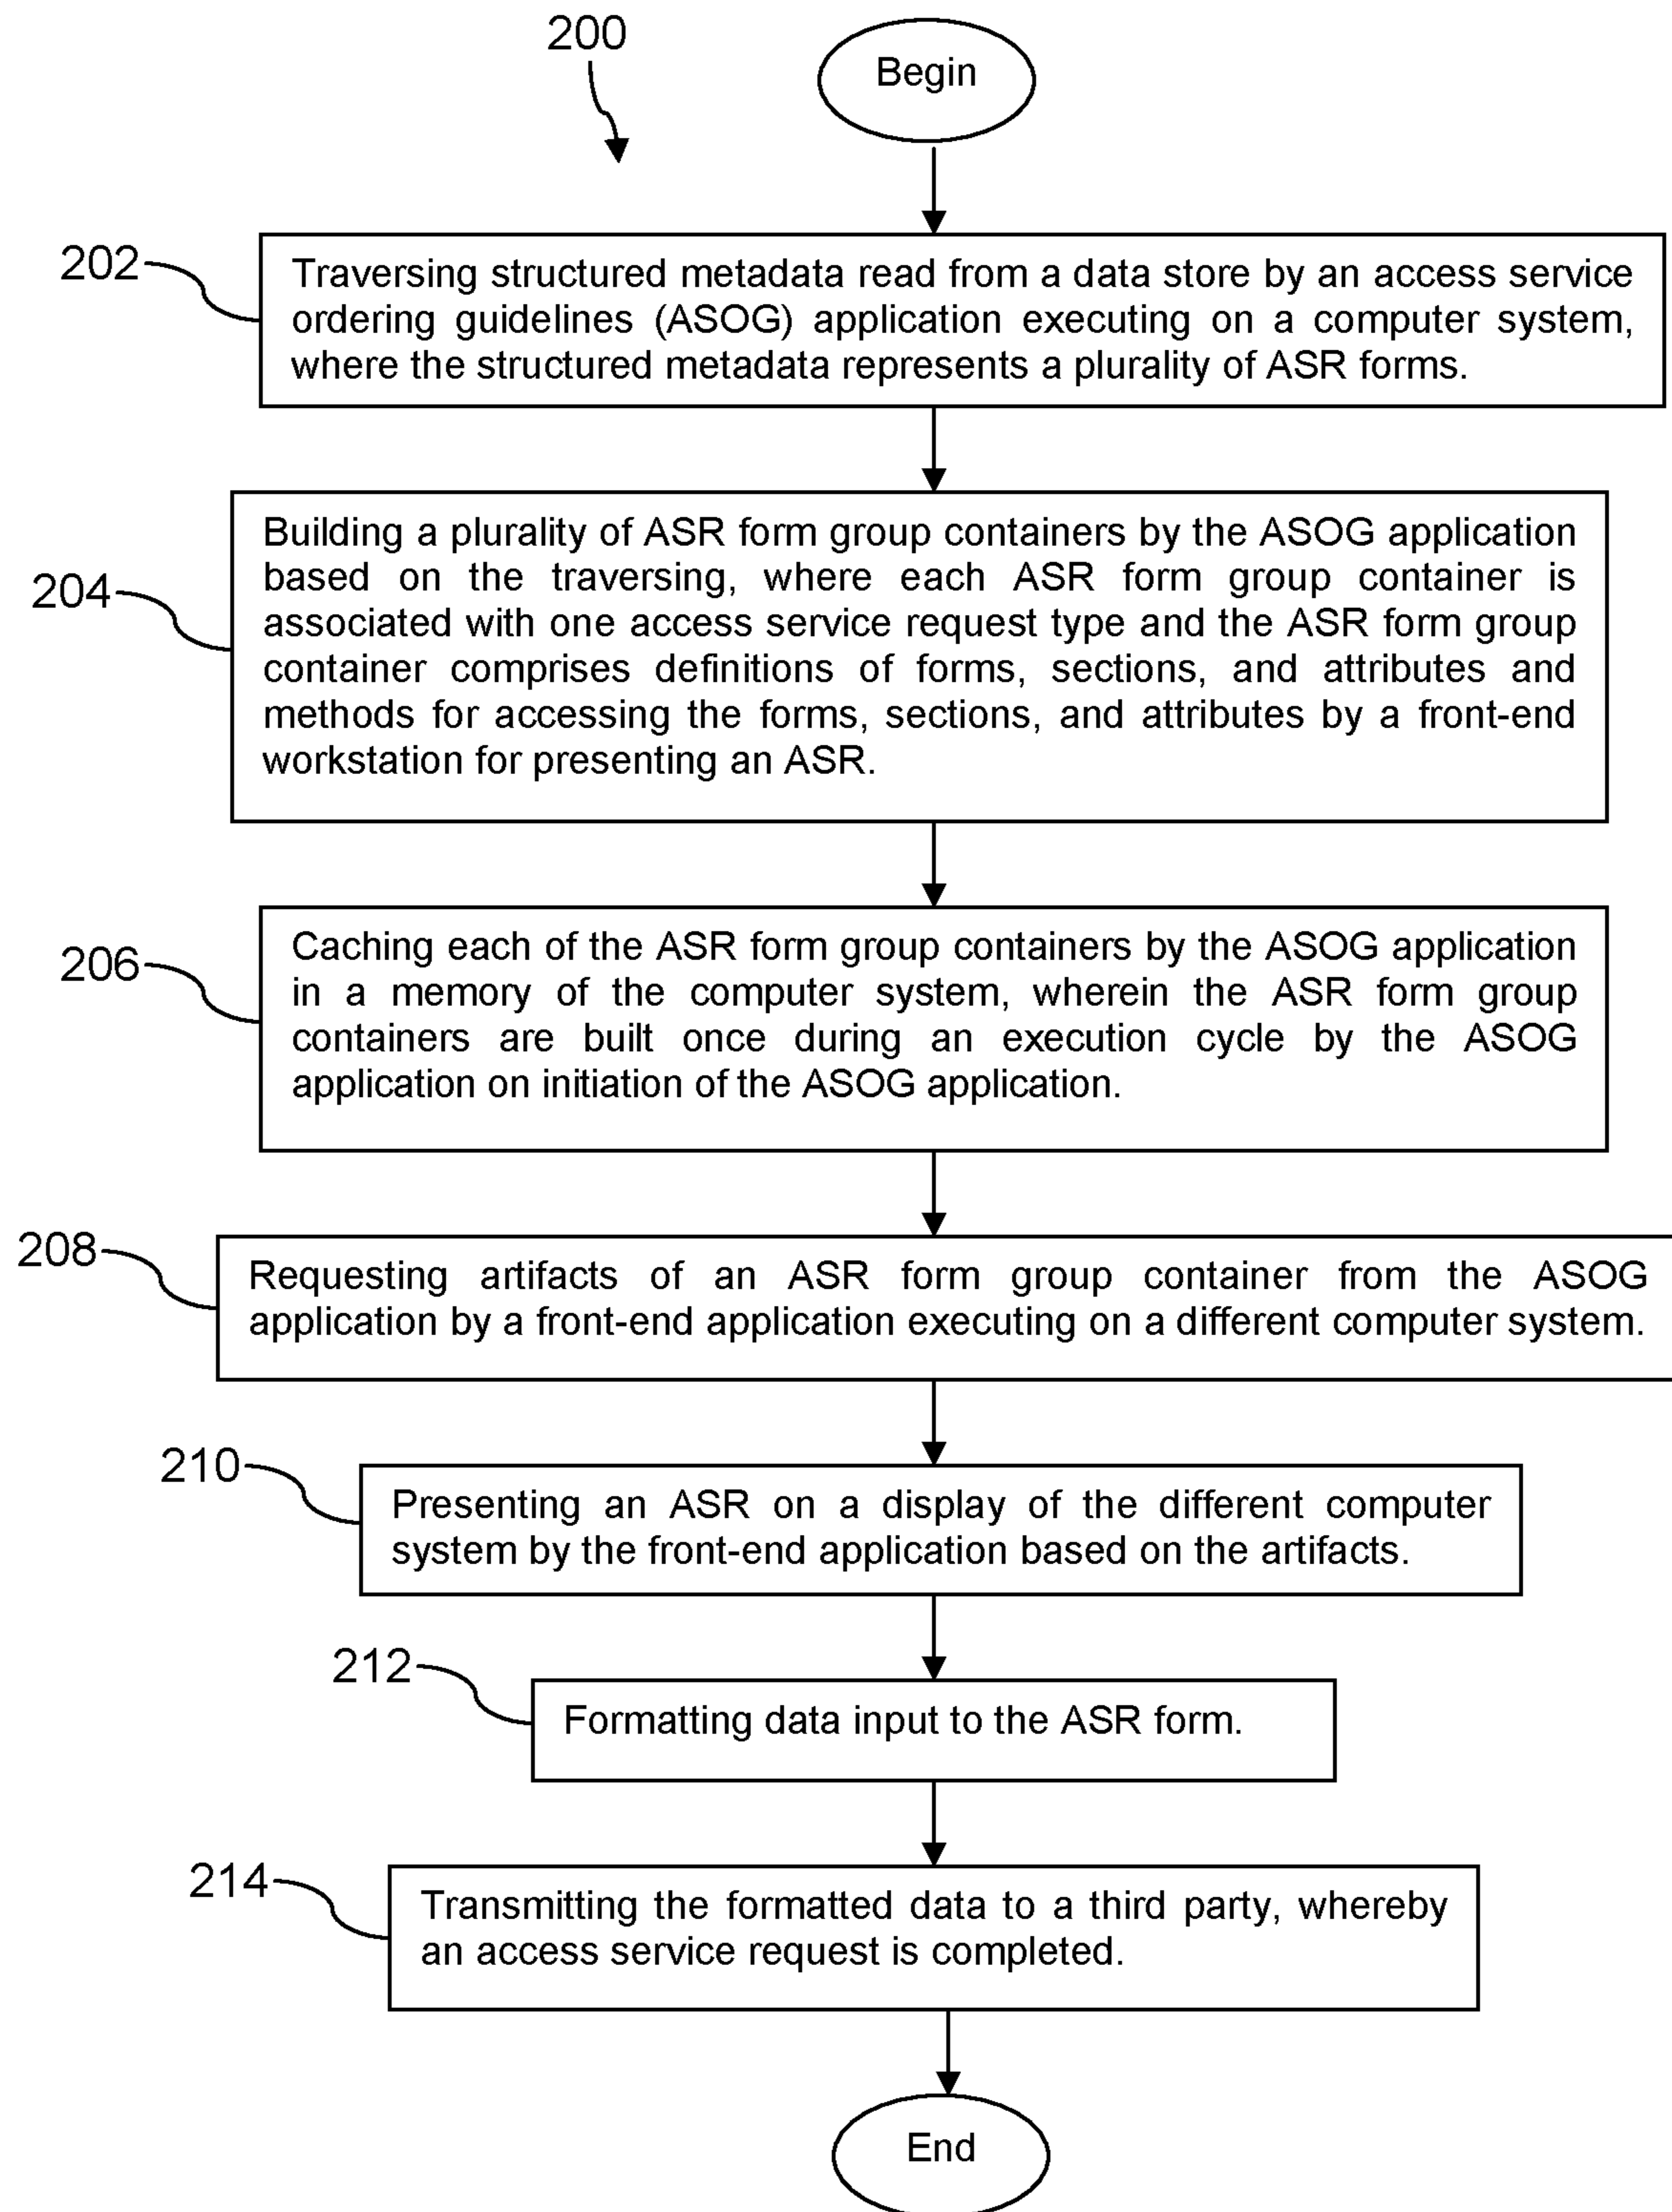 200
Begin
202
Traversing structured metadata read from a data store by an access service
ordering guidelines (ASOG) application executing on a computer system,
where the structured metadata represents a plurality of ASR forms.
204
Building a plurality of ASR form group containers by the ASOG application
based on the traversing, where each ASR form group container is
associated with one access service request type and the ASR form group
container comprises definitions of forms, sections, and attributes and
methods for accessing the forms, sections, and attributes by a front-end
workstation for presenting an ASR.
206
Caching each of the ASR form group containers by the ASOG application
in a memory of the computer system, wherein the ASR form group
containers are built once during an execution cycle by the ASOG
application on initiation of the ASOG application.
208
Requesting artifacts of an ASR form group container from the ASOG
application by a front-end application executing on a different computer system.
210
Presenting an ASR on a display of the different computer
system by the front-end application based on the artifacts.
212
Formatting data input to the ASR form.
214
Transmitting the formatted data to a third party, whereby
an access service request is completed.
End